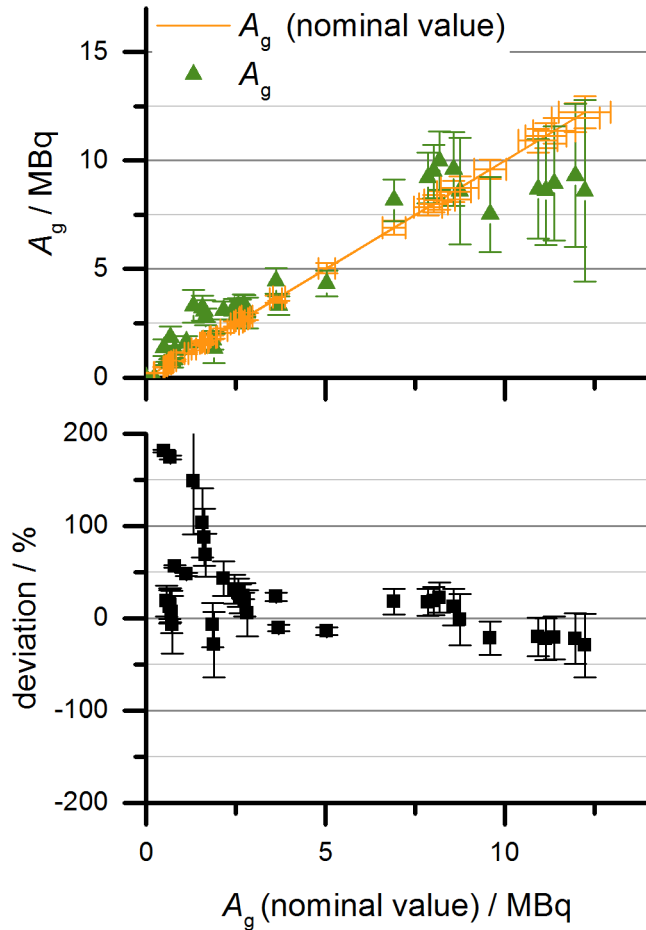 A_g (nominal value)
A_g
15
10
5
0
A_g / MBq
200
100
0
-100
-200
deviation / %
0 5 10
A_g (nominal value) / MBq